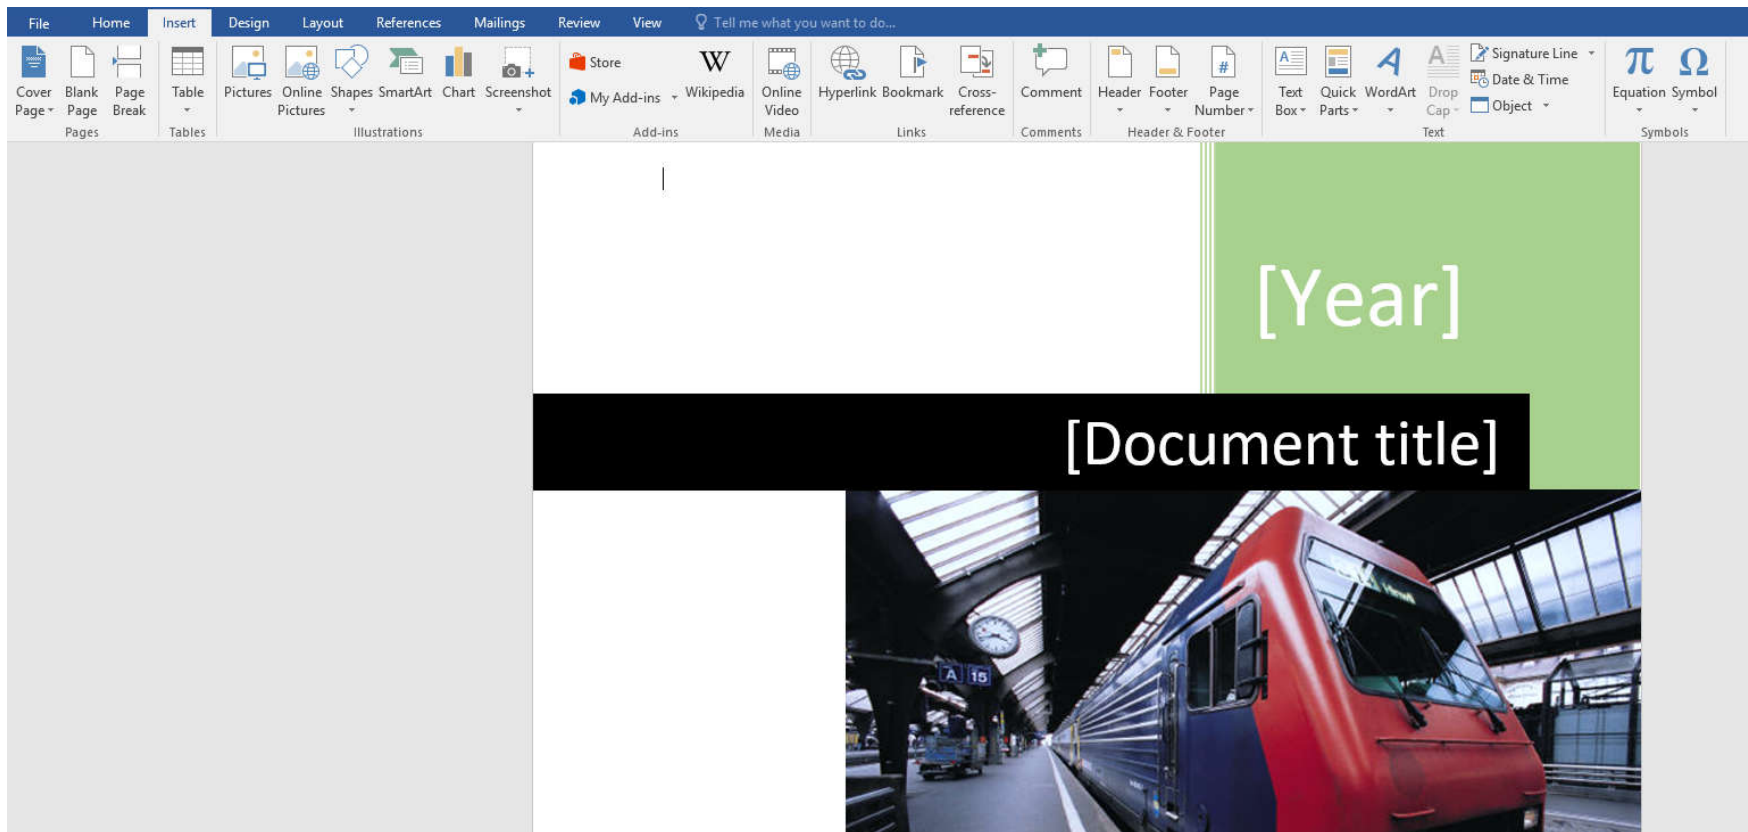 File Home Insert Design Layout References Mailings Review View Tell me what you want to do...
Cover Page
Blank Page
Page Break
Pages
Table
Tables
Pictures
Online Pictures
Shapes
SmartArt
Chart
Screenshot
Illustrations
Store
My Add-ins
W
Wikipedia
Add-ins
Online Video
Media
Hyperlink
Bookmark
Cross-reference
Links
Comment
Comments
Header
Footer
#
Page Number
Header & Footer
A
Text Box
Quick Parts
A
WordArt
A
Drop Cap
Signature Line
Date & Time
Object
Text
π
Equation
Ω
Symbol
Symbols
[Year]
[Document title]
A 15